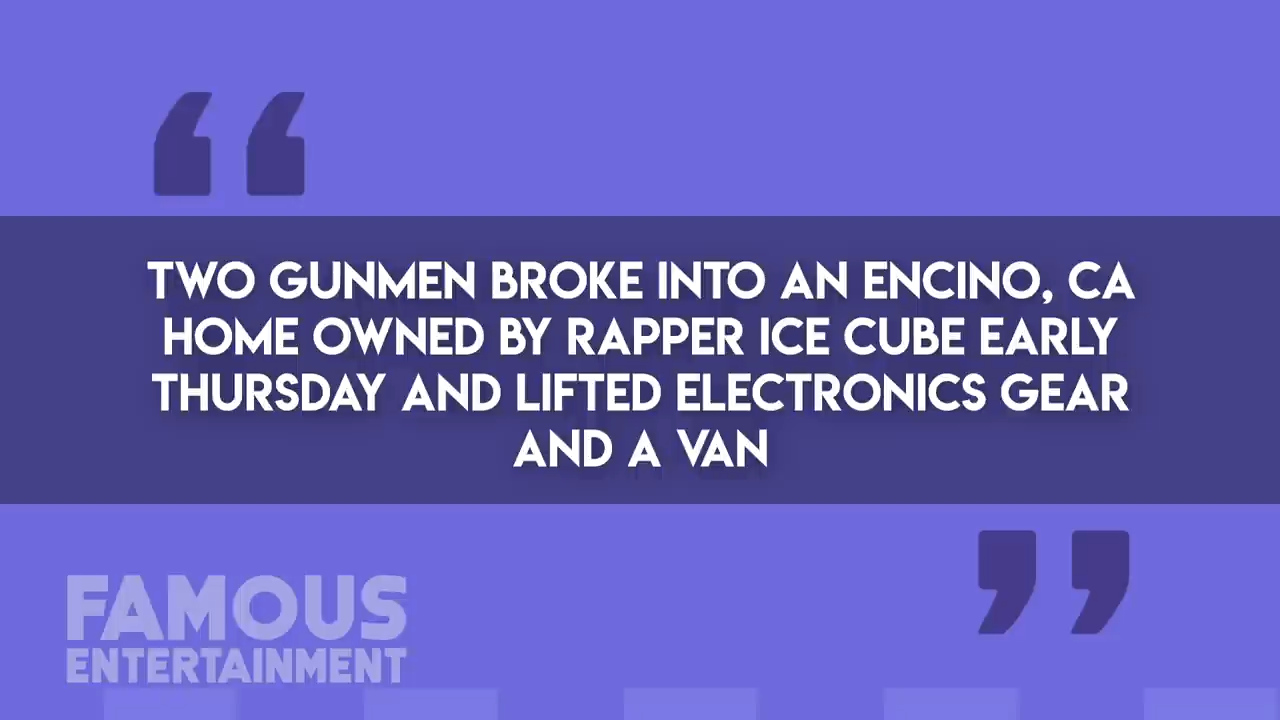 TWO GUNMEN BROKE INTO AN ENCINO, CA
HOME OWNED BY RAPPER ICE CUBE EARLY
THURSDAY AND LIFTED ELECTRONICS GEAR
AND A VAN
FAMOUS
ENTERTAINMENT